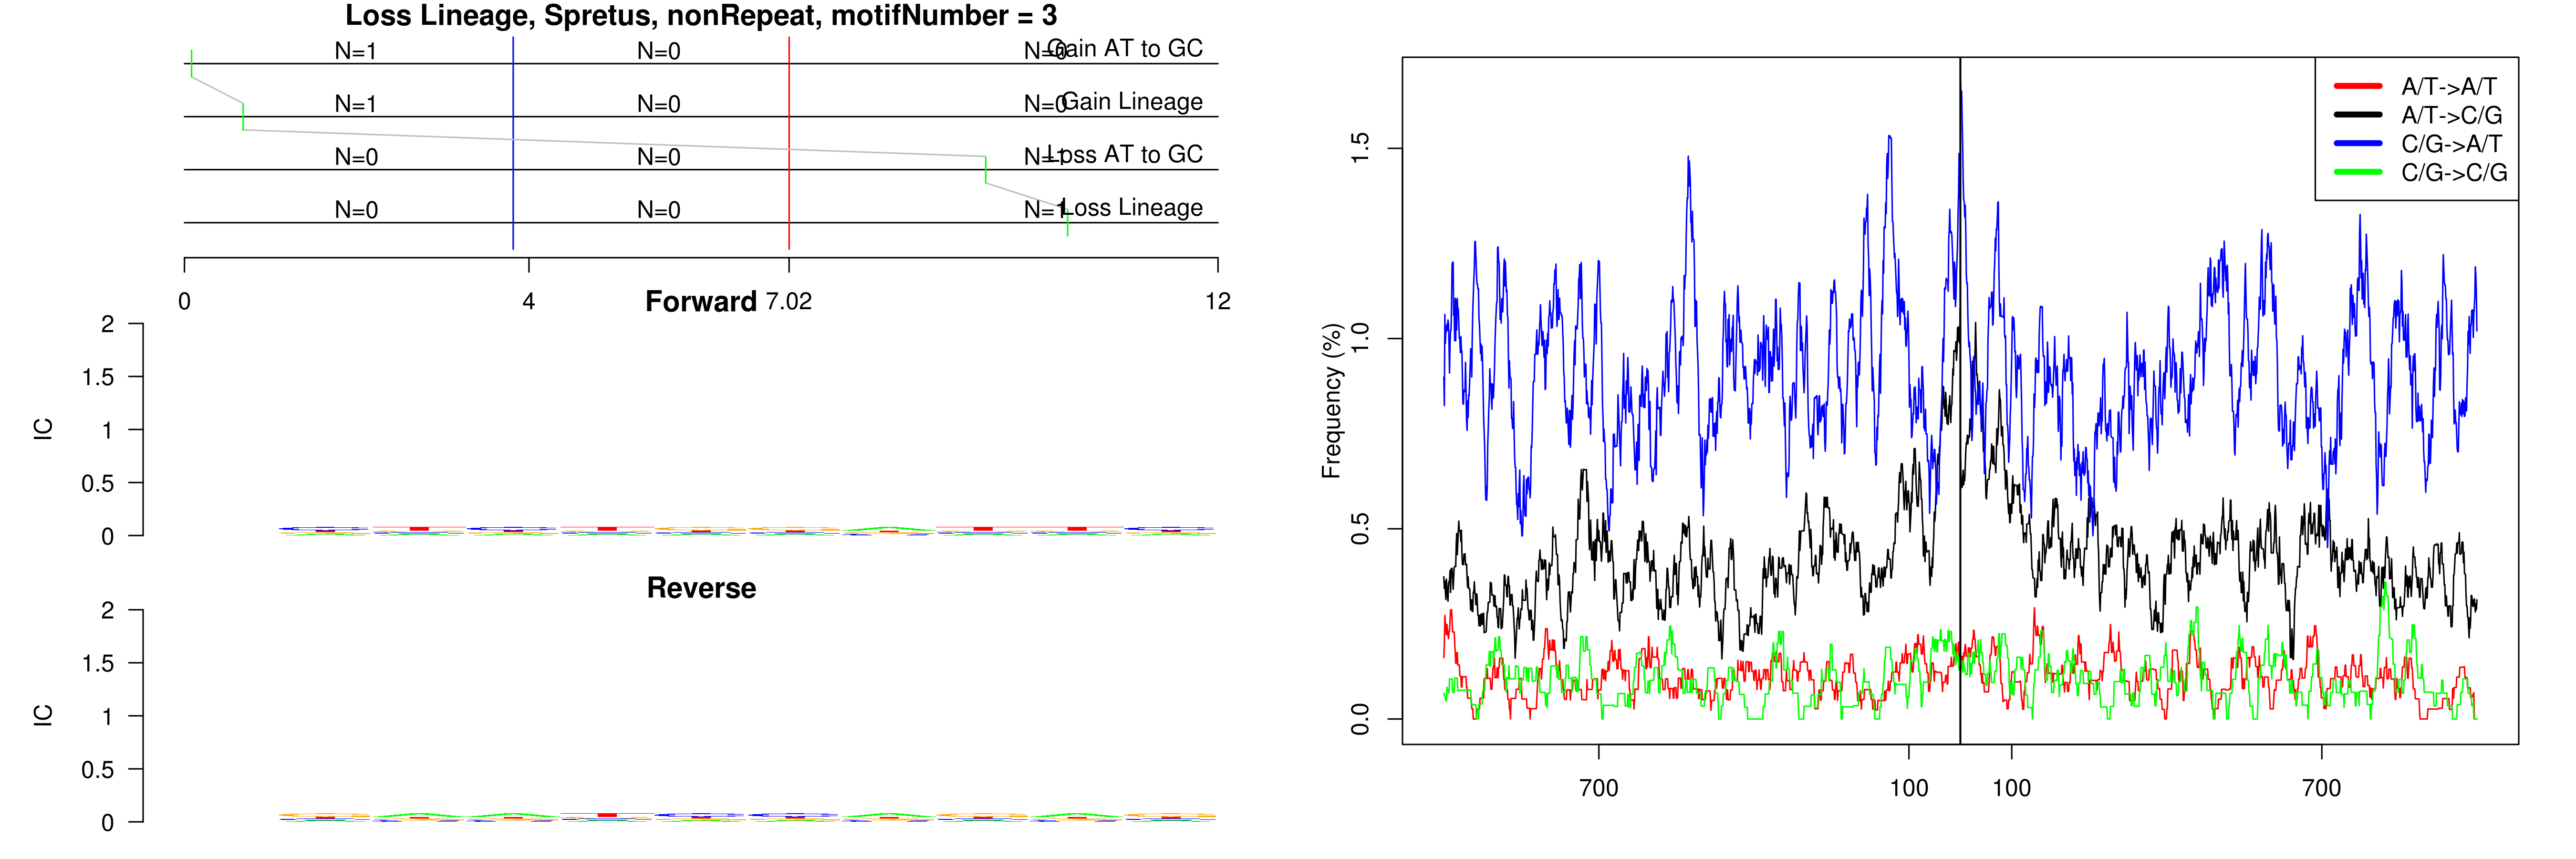 Loss Lineage, Spretus, nonRepeat, motifNumber = 3
N=1 N=0 N=0 Gain AT to GC
N=1 N=0 N=0 Gain Lineage
N=0 N=0 N=1 Loss AT to GC
N=0 N=0 N=1 Loss Lineage
0 4 7.02 12
Forward
2
1.5
1
0.5
0
IC
Reverse
2
1.5
1
0.5
0
IC
A/T->A/T
A/T->C/G
C/G->A/T
C/G->C/G
1.5
1.0
0.5
0.0
Frequency (%)
700 100 100 700